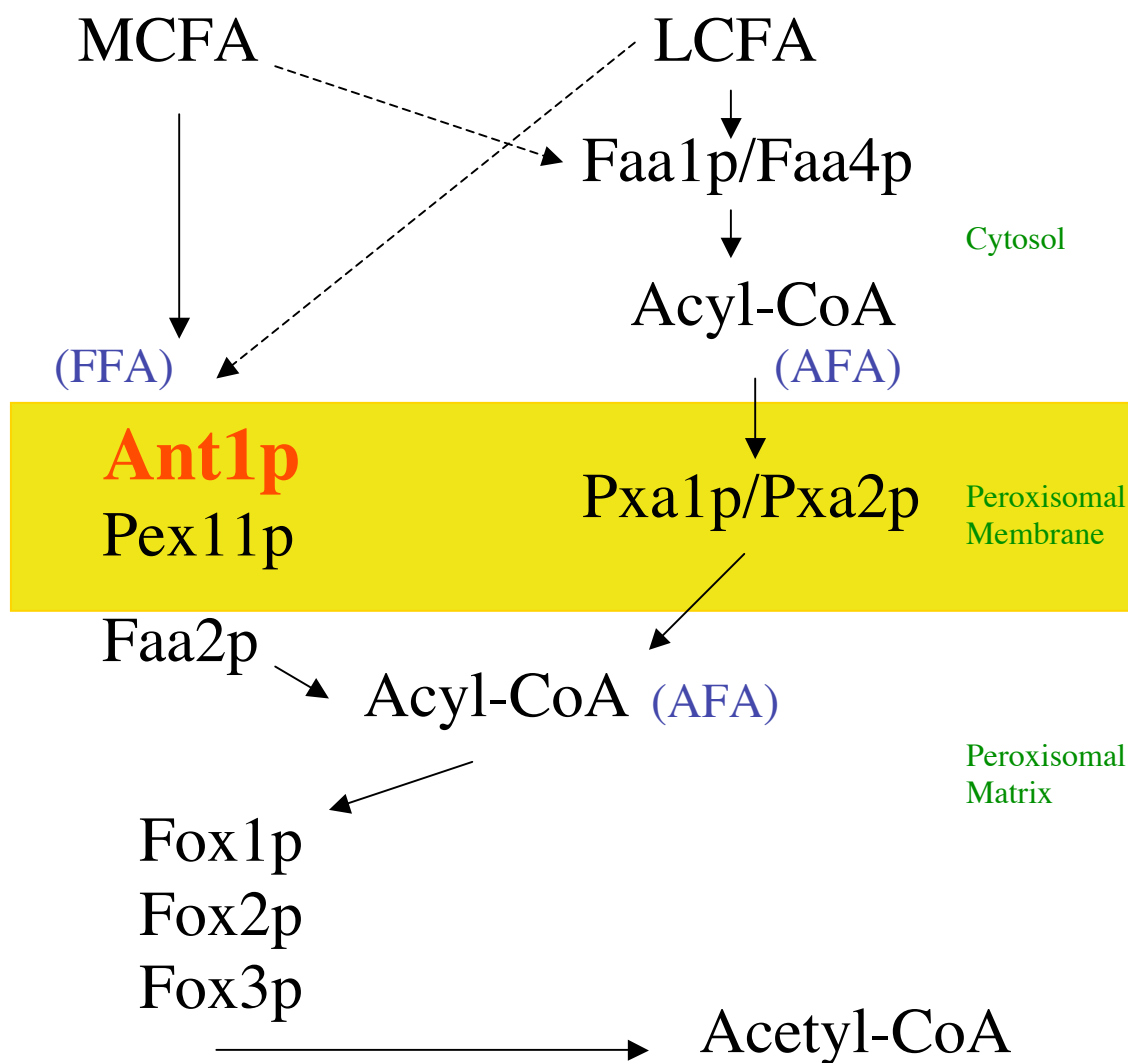 MCFA
LCFA
Faa1p/Faa4p
Cytosol
Acyl-CoA
(FFA)
(AFA)
Ant1p
Pex11p
Pxa1p/Pxa2p
Peroxisomal
Membrane
Faa2p
Acyl-CoA (AFA)
Peroxisomal
Matrix
Fox1p
Fox2p
Fox3p
Acetyl-CoA